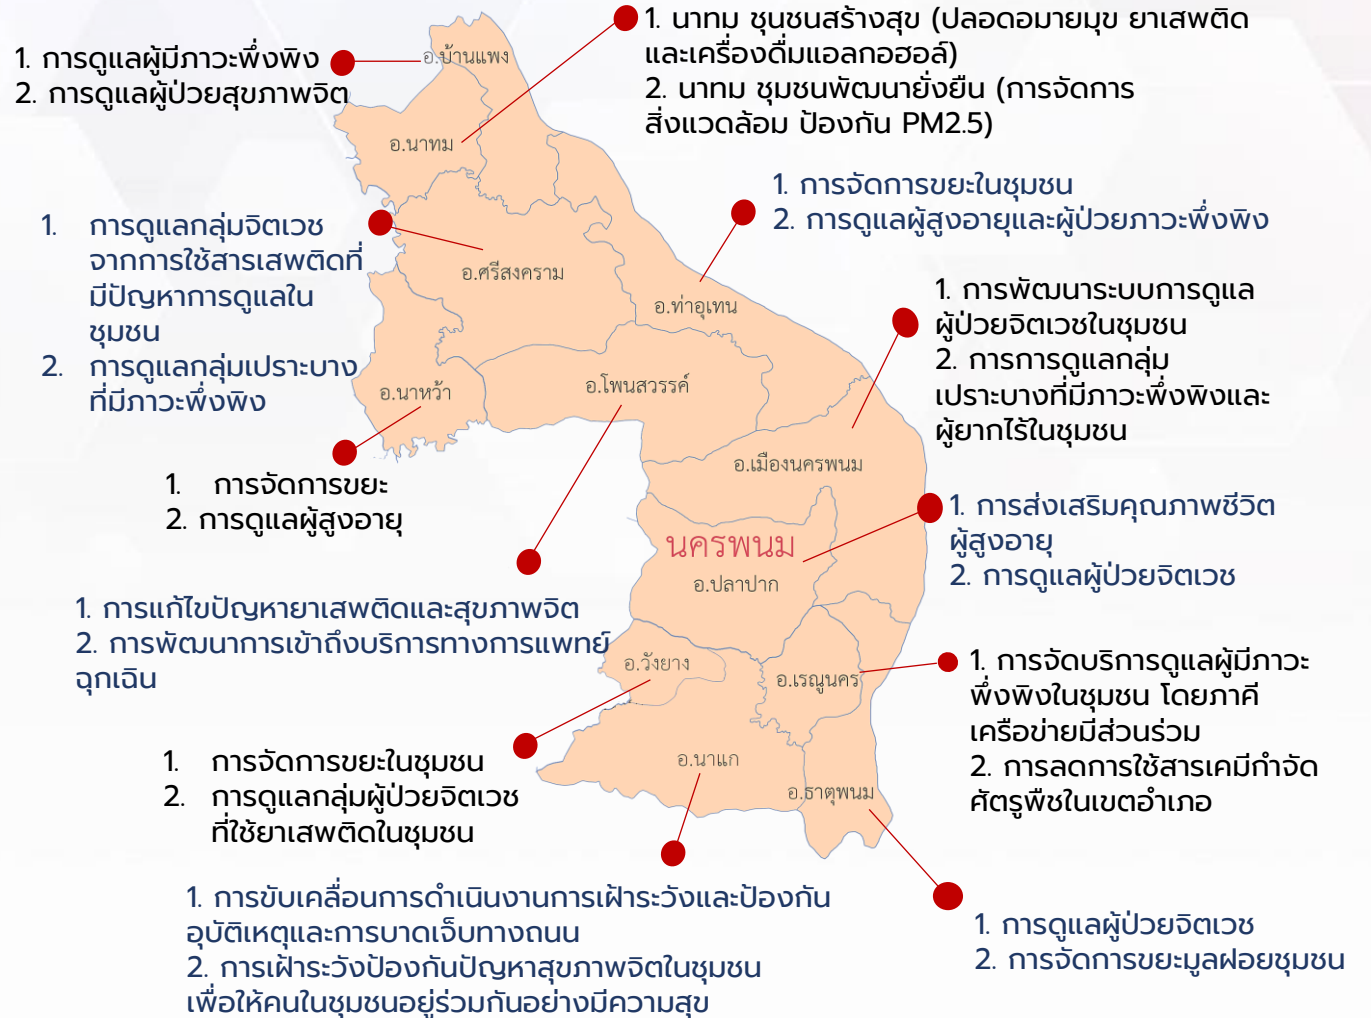 1. การดูแลผู้มีภาวะพึ่งพิง
2. การดูแลผู้ป่วยสุขภาพจิต
อ.บ้านแพง
1. นาทม ชุนชนสร้างสุข (ปลอดอมายมุข ยาเสพติด
และเครื่องดื่มแอลกอฮอล์)
2. นาทม ชุมชนพัฒนายั่งยืน (การจัดการ
สิ่งแวดล้อม ป้องกัน PM2.5)
อ.นาทม
1. การจัดการขยะในชุมชน
2. การดูแลผู้สูงอายุและผู้ป่วยภาวะพึ่งพิง
1. การดูแลกลุ่มจิตเวช
จากการใช้สารเสพติดที่
มีปัญหาการดูแลใน
ชุมชน
2. การดูแลกลุ่มเปราะบาง
ที่มีภาวะพึ่งพิง
อ.ศรีสงคราม
อ.ท่าอุเทน
1. การพัฒนาระบบการดูแล
ผู้ป่วยจิตเวชในชุมชน
2. การการดูแลกลุ่ม
เปราะบางที่มีภาวะพึ่งพิงและ
ผู้ยากไร้ในชุมชน
อ.นาหว้า
อ.โพนสวรรค์
อ.เมืองนครพนม
1. การจัดการขยะ
2. การดูแลผู้สูงอายุ
1. การส่งเสริมคุณภาพชีวิต
ผู้สูงอายุ
2. การดูแลผู้ป่วยจิตเวช
นครพนม
อ.ปลาปาก
1. การแก้ไขปัญหายาเสพติดและสุขภาพจิต
2. การพัฒนาการเข้าถึงบริการทางการแพทย์
ฉุกเฉิน
อ.วังยาง
อ.เรณูนคร
1. การจัดบริการดูแลผู้มีภาวะ
พึ่งพิงในชุมชน โดยภาคี
เครือข่ายมีส่วนร่วม
2. การลดการใช้สารเคมีกำจัด
ศัตรูพืชในเขตอำเภอ
1. การจัดการขยะในชุมชน
2. การดูแลกลุ่มผู้ป่วยจิตเวช
ที่ใช้ยาเสพติดในชุมชน
อ.นาแก
อ.ธาตุพนม
1. การขับเคลื่อนการดำเนินงานการเฝ้าระวังและป้องกัน
อุบัติเหตุและการบาดเจ็บทางถนน
2. การเฝ้าระวังป้องกันปัญหาสุขภาพจิตในชุมชน
เพื่อให้คนในชุมชนอยู่ร่วมกันอย่างมีความสุข
1. การดูแลผู้ป่วยจิตเวช
2. การจัดการขยะมูลฝอยชุมชน